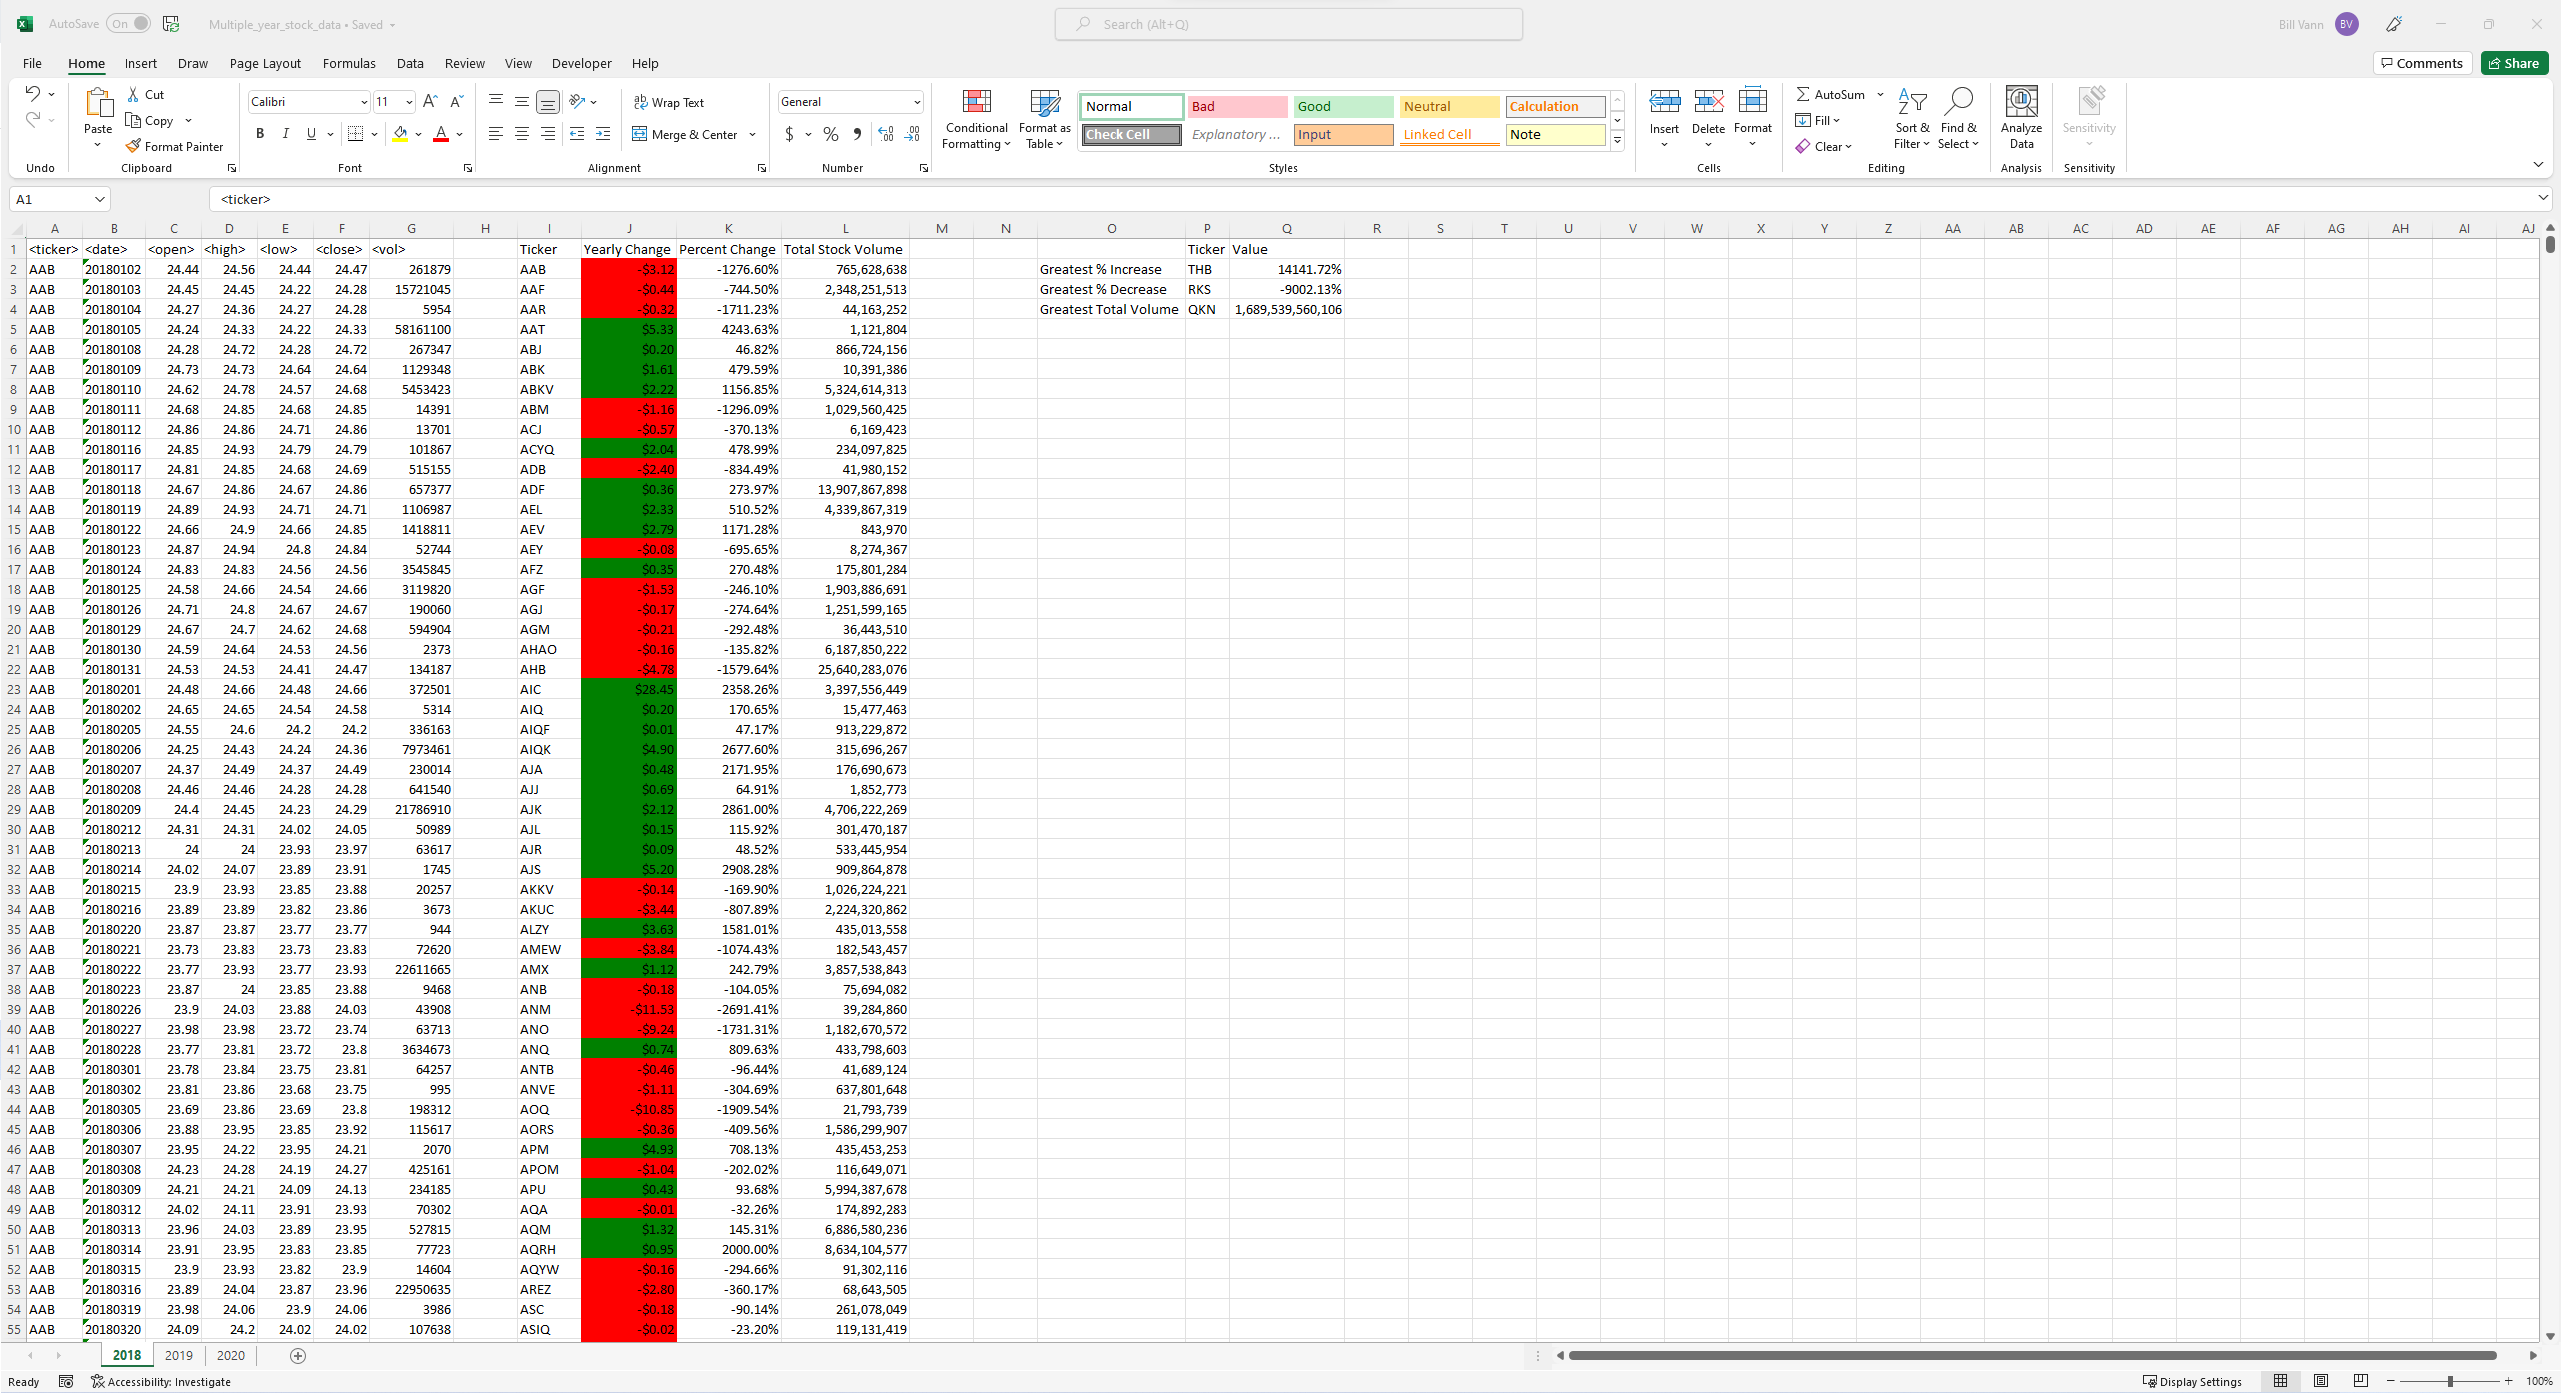 AutoSave On Multiple_year_stock_data • Saved Search (Alt+Q) Bill Vann BV
File Home Insert Draw Page Layout Formulas Data Review View Developer Help Comments Share
Cut Calibri 11 Wrap Text General Normal Bad Good Neutral Calculation AutoSum
Paste Copy B I U A Merge & Center $ % Conditional Formatting Format as Table Check Cell Explanatory ... Input Linked Cell Note Insert Delete Format Fill Sort & Filter Find & Select Analyze Data Sensitivity
Format Painter Clear
Undo Clipboard Font Alignment Number Styles Cells Editing Analysis Sensitivity
A1 <ticker>
A B C D E F G H I J K L M N O P Q R S T U V W X Y Z AA AB AC AD AE AF AG AH AI AJ
1 <ticker> <date> <open> <high> <low> <close> <vol> Ticker Yearly Change Percent Change Total Stock Volume Ticker Value
2 AAB 20180102 24.44 24.56 24.44 24.47 261879 AAB -$3.12 -1276.60% 765,628,638 Greatest % Increase THB 14141.72%
3 AAB 20180103 24.45 24.45 24.22 24.28 15721045 AAF -$0.44 -744.50% 2,348,251,513 Greatest % Decrease RKS -9002.13%
4 AAB 20180104 24.27 24.36 24.27 24.28 5954 AAR -$0.32 -1711.23% 44,163,252 Greatest Total Volume QKN 1,689,539,560,106
5 AAB 20180105 24.24 24.33 24.22 24.33 58161100 AAT $5.33 4243.63% 1,121,804
6 AAB 20180108 24.28 24.72 24.28 24.72 267347 ABJ $0.20 46.82% 866,724,156
7 AAB 20180109 24.73 24.73 24.64 24.64 1129348 ABK $1.61 479.59% 10,391,386
8 AAB 20180110 24.62 24.78 24.57 24.68 5453423 ABKV $2.22 1156.85% 5,324,614,313
9 AAB 20180111 24.68 24.85 24.68 24.85 14391 ABM -$1.16 -1296.09% 1,029,560,425
10 AAB 20180112 24.86 24.86 24.71 24.86 13701 ACJ -$0.57 -370.13% 6,169,423
11 AAB 20180116 24.85 24.93 24.79 24.79 101867 ACYQ $2.04 478.99% 234,097,825
12 AAB 20180117 24.81 24.85 24.68 24.69 515155 ADB -$2.40 -834.49% 41,980,152
13 AAB 20180118 24.67 24.86 24.67 24.86 657377 ADF $0.36 273.97% 13,907,867,898
14 AAB 20180119 24.89 24.93 24.71 24.71 1106987 AEL $2.33 510.52% 4,339,867,319
15 AAB 20180122 24.66 24.9 24.66 24.85 1418811 AEV $2.79 1171.28% 843,970
16 AAB 20180123 24.87 24.94 24.8 24.84 52744 AEY -$0.08 -695.65% 8,274,367
17 AAB 20180124 24.83 24.83 24.56 24.56 3545845 AFZ $0.35 270.48% 175,801,284
18 AAB 20180125 24.58 24.66 24.54 24.66 3119820 AGF -$1.53 -246.10% 1,903,886,691
19 AAB 20180126 24.71 24.8 24.67 24.67 190060 AGJ -$0.17 -274.64% 1,251,599,165
20 AAB 20180129 24.67 24.7 24.62 24.68 594904 AGM -$0.21 -292.48% 36,443,510
21 AAB 20180130 24.59 24.64 24.53 24.56 2373 AHAO -$0.16 -135.82% 6,187,850,222
22 AAB 20180131 24.53 24.53 24.41 24.47 134187 AHB -$4.78 -1579.64% 25,640,283,076
23 AAB 20180201 24.48 24.66 24.48 24.66 372501 AIC $28.45 2358.26% 3,397,556,449
24 AAB 20180202 24.65 24.65 24.54 24.58 5314 AIQ $0.20 170.65% 15,477,463
25 AAB 20180205 24.55 24.6 24.2 24.2 336163 AIQF $0.01 47.17% 913,229,872
26 AAB 20180206 24.25 24.43 24.24 24.36 7973461 AIQK $4.90 2677.60% 315,696,267
27 AAB 20180207 24.37 24.49 24.37 24.49 230014 AJA $0.48 2171.95% 176,690,673
28 AAB 20180208 24.46 24.46 24.28 24.28 641540 AJJ $0.69 64.91% 1,852,773
29 AAB 20180209 24.4 24.45 24.23 24.29 21786910 AJK $2.12 2861.00% 4,706,222,269
30 AAB 20180212 24.31 24.31 24.02 24.05 50989 AJL $0.15 115.92% 301,470,187
31 AAB 20180213 24 24 23.93 23.97 63617 AJR $0.09 48.52% 533,445,954
32 AAB 20180214 24.02 24.07 23.89 23.91 1745 AJS $5.20 2908.28% 909,864,878
33 AAB 20180215 23.9 23.93 23.85 23.88 20257 AKKV -$0.14 -169.90% 1,026,224,221
34 AAB 20180216 23.89 23.89 23.82 23.86 3673 AKUC -$3.44 -807.89% 2,224,320,862
35 AAB 20180220 23.87 23.87 23.77 23.77 944 ALZY $3.63 1581.01% 435,013,558
36 AAB 20180221 23.73 23.83 23.73 23.83 72620 AMEW -$3.84 -1074.43% 182,543,457
37 AAB 20180222 23.77 23.93 23.77 23.93 22611665 AMX $1.12 242.79% 3,857,538,843
38 AAB 20180223 23.87 24 23.85 23.88 9468 ANB -$0.18 -104.05% 75,694,082
39 AAB 20180226 23.9 24.03 23.88 24.03 43908 ANM -$11.53 -2691.41% 39,284,860
40 AAB 20180227 23.98 23.98 23.72 23.74 63713 ANO -$9.24 -1731.31% 1,182,670,572
41 AAB 20180228 23.77 23.81 23.72 23.8 3634673 ANQ $0.74 809.63% 433,798,603
42 AAB 20180301 23.78 23.84 23.75 23.81 64257 ANTB -$0.46 -96.44% 41,689,124
43 AAB 20180302 23.81 23.86 23.68 23.75 995 ANVE -$1.11 -304.69% 637,801,648
44 AAB 20180305 23.69 23.86 23.69 23.8 198312 AOQ -$10.85 -1909.54% 21,793,739
45 AAB 20180306 23.88 23.95 23.85 23.92 115617 AORS -$0.36 -409.56% 1,586,299,907
46 AAB 20180307 23.95 24.22 23.95 24.21 2070 APM $4.93 708.13% 435,453,253
47 AAB 20180308 24.23 24.28 24.19 24.27 425161 APOM -$1.04 -202.02% 116,649,071
48 AAB 20180309 24.21 24.21 24.09 24.13 234185 APU $0.43 93.68% 5,994,387,678
49 AAB 20180312 24.02 24.11 23.91 23.93 70302 AQA -$0.01 -32.26% 174,892,283
50 AAB 20180313 23.96 24.03 23.89 23.95 527815 AQM $1.32 145.31% 6,886,580,236
51 AAB 20180314 23.91 23.95 23.83 23.85 77723 AQRH $0.95 2000.00% 8,634,104,577
52 AAB 20180315 23.9 23.93 23.82 23.9 14604 AQYW -$0.16 -294.66% 91,302,116
53 AAB 20180316 23.89 24.04 23.87 23.96 22950635 AREZ -$2.80 -360.17% 68,643,505
54 AAB 20180319 23.98 24.06 23.9 24.06 3986 ASC -$0.18 -90.14% 261,078,049
55 AAB 20180320 24.09 24.2 24.02 24.02 107638 ASIQ -$0.02 -23.20% 119,131,419
2018 2019 2020
Ready Accessibility: Investigate Display Settings 100%